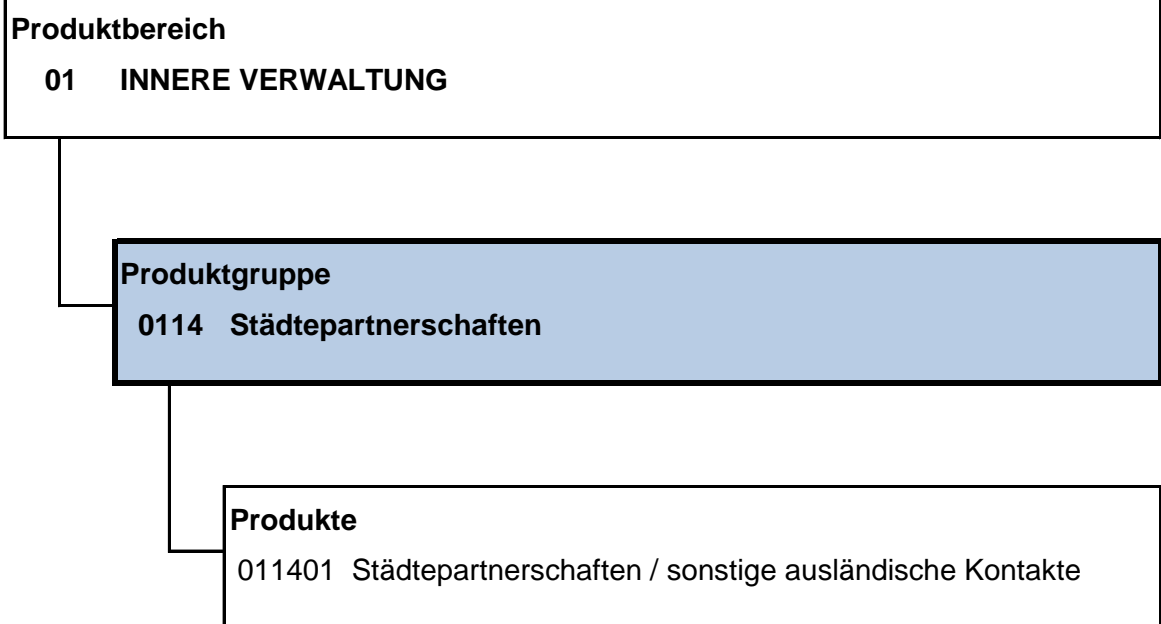 Produktbereich
01 INNERE VERWALTUNG
Produktgruppe
0114 Städtepartnerschaften
Produkte
011401 Städtepartnerschaften / sonstige ausländische Kontakte